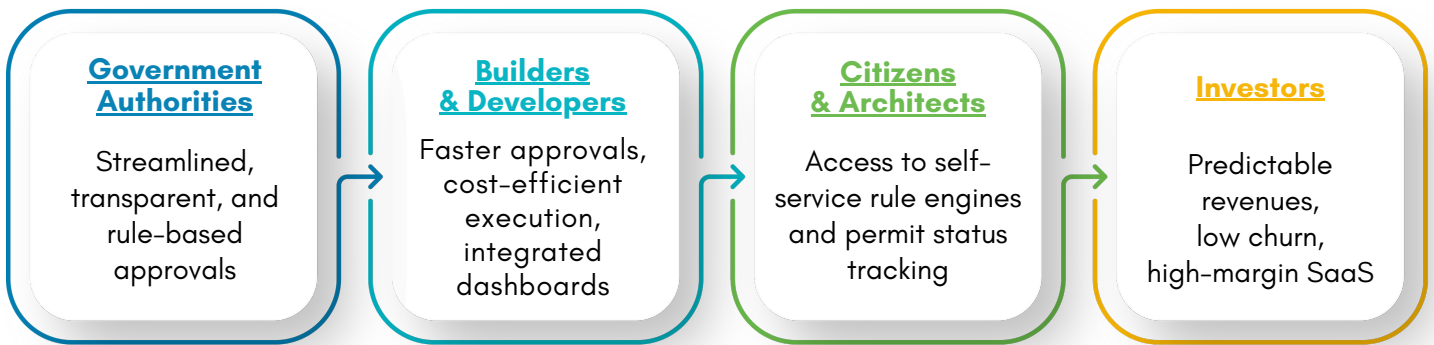 Government
Authorities
Streamlined,
transparent, and
rule-based
approvals
Builders
& Developers
Faster approvals,
cost-efficient
execution,
integrated
dashboards
Citizens
& Architects
Access to self-
service rule engines
and permit status
tracking
Investors
Predictable
revenues,
low churn,
high-margin SaaS